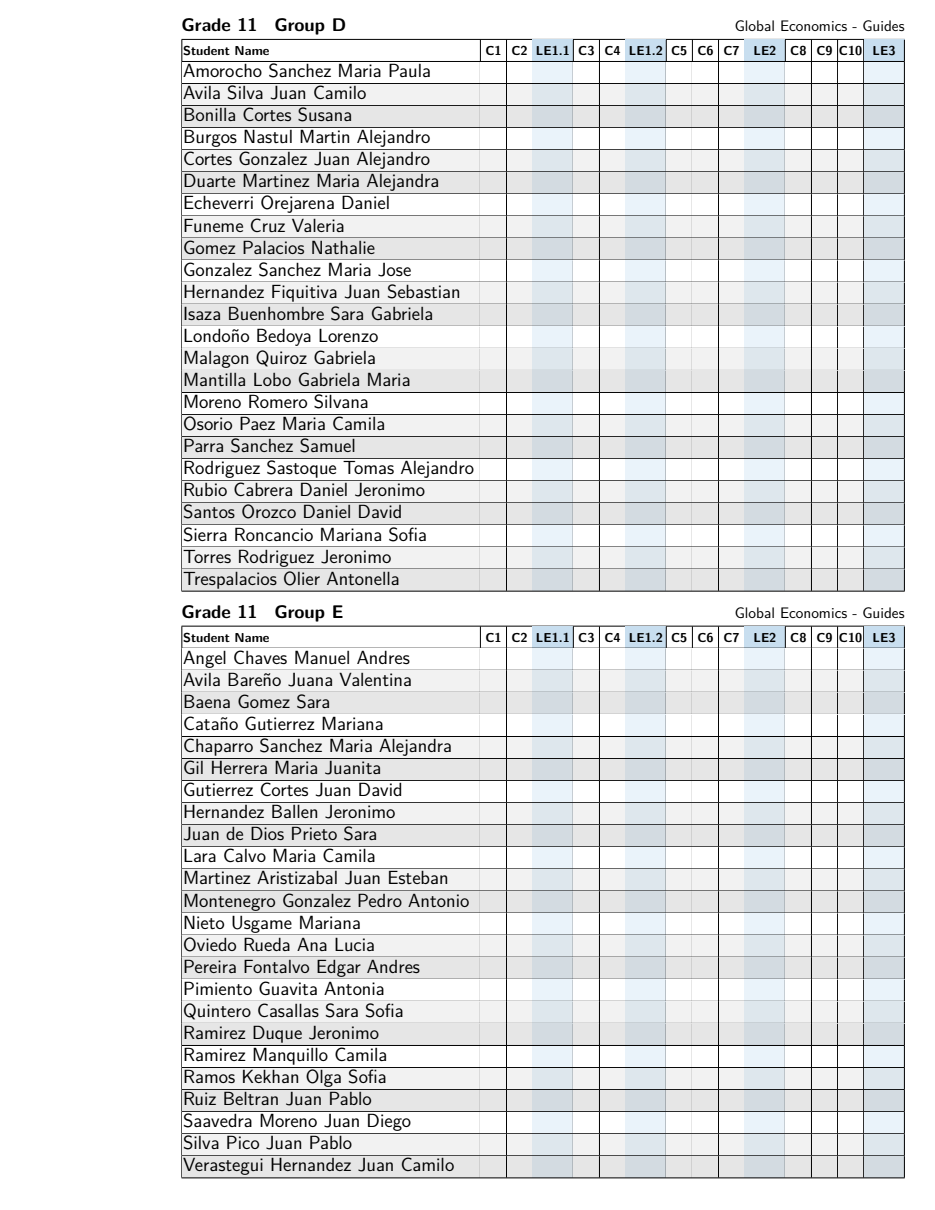 Grade 11 Group D Global Economics - Guides
Student Name C1 C2 LE1.1 C3 C4 LE1.2 C5 C6 C7 LE2 C8 C9 C10 LE3
Amorocho Sanchez Maria Paula
Avila Silva Juan Camilo
Bonilla Cortes Susana
Burgos Nastul Martin Alejandro
Cortes Gonzalez Juan Alejandro
Duarte Martinez Maria Alejandra
Echeverri Orejarena Daniel
Funeme Cruz Valeria
Gomez Palacios Nathalie
Gonzalez Sanchez Maria Jose
Hernandez Fiquitiva Juan Sebastian
Isaza Buenhombre Sara Gabriela
Londoño Bedoya Lorenzo
Malagon Quiroz Gabriela
Mantilla Lobo Gabriela Maria
Moreno Romero Silvana
Osorio Paez Maria Camila
Parra Sanchez Samuel
Rodriguez Sastoque Tomas Alejandro
Rubio Cabrera Daniel Jeronimo
Santos Orozco Daniel David
Sierra Roncancio Mariana Sofia
Torres Rodriguez Jeronimo
Trespalacios Olier Antonella
Grade 11 Group E Global Economics - Guides
Student Name C1 C2 LE1.1 C3 C4 LE1.2 C5 C6 C7 LE2 C8 C9 C10 LE3
Angel Chaves Manuel Andres
Avila Bareño Juana Valentina
Baena Gomez Sara
Cataño Gutierrez Mariana
Chaparro Sanchez Maria Alejandra
Gil Herrera Maria Juanita
Gutierrez Cortes Juan David
Hernandez Ballen Jeronimo
Juan de Dios Prieto Sara
Lara Calvo Maria Camila
Martinez Aristizabal Juan Esteban
Montenegro Gonzalez Pedro Antonio
Nieto Usgame Mariana
Oviedo Rueda Ana Lucia
Pereira Fontalvo Edgar Andres
Pimiento Guavita Antonia
Quintero Casallas Sara Sofia
Ramirez Duque Jeronimo
Ramirez Manquillo Camila
Ramos Kekhan Olga Sofia
Ruiz Beltran Juan Pablo
Saavedra Moreno Juan Diego
Silva Pico Juan Pablo
Verastegui Hernandez Juan Camilo